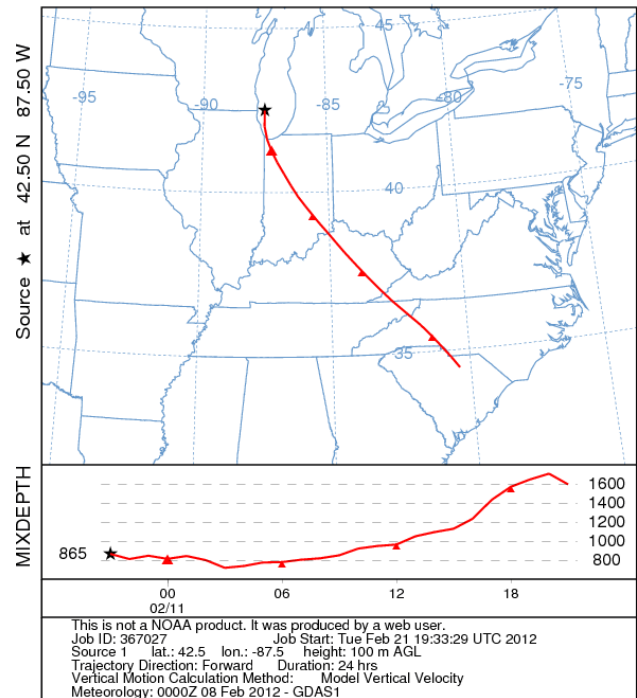 Source ★ at 42.50 N 87.50 W
-95
-90
-85
-80
-75
45
40
35
MIXDEPTH
865
1600
1400
1200
1000
800
00
06
12
18
02/11
This is not a NOAA product. It was produced by a web user.
Job ID: 367027 Job Start: Tue Feb 21 19:33:29 UTC 2012
Source 1 lat.: 42.5 lon.: -87.5 height: 100 m AGL
Trajectory Direction: Forward Duration: 24 hrs
Vertical Motion Calculation Method: Model Vertical Velocity
Meteorology: 0000Z 08 Feb 2012 - GDAS1